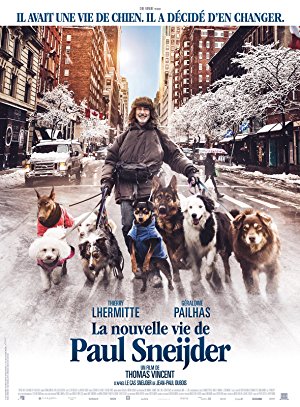 IL AVAIT UNE VIE DE CHIEN. IL A DÉCIDÉ D'EN CHANGER.
THIERRY LHERMITTE
GÉRALDINE PAILHAS
La nouvelle vie de
Paul Sneijder
UN FILM DE
THOMAS VINCENT
D'APRÈS LE CAS SNEIJDER DE JEAN-PAUL DUBOIS